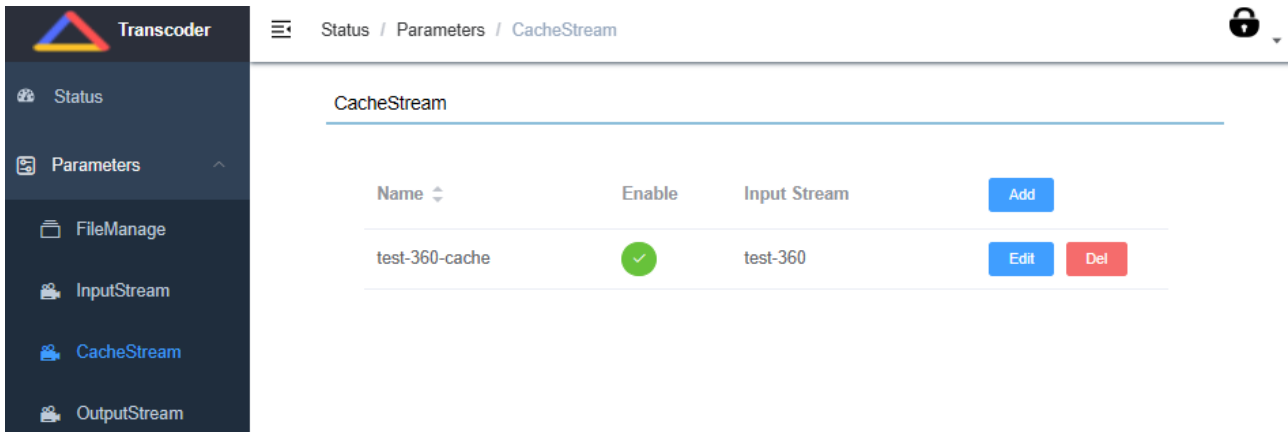 Transcoder
Status / Parameters / CacheStream
Status
Parameters
FileManage
InputStream
CacheStream
OutputStream
CacheStream
Name Enable Input Stream Add
test-360-cache test-360 Edit Del